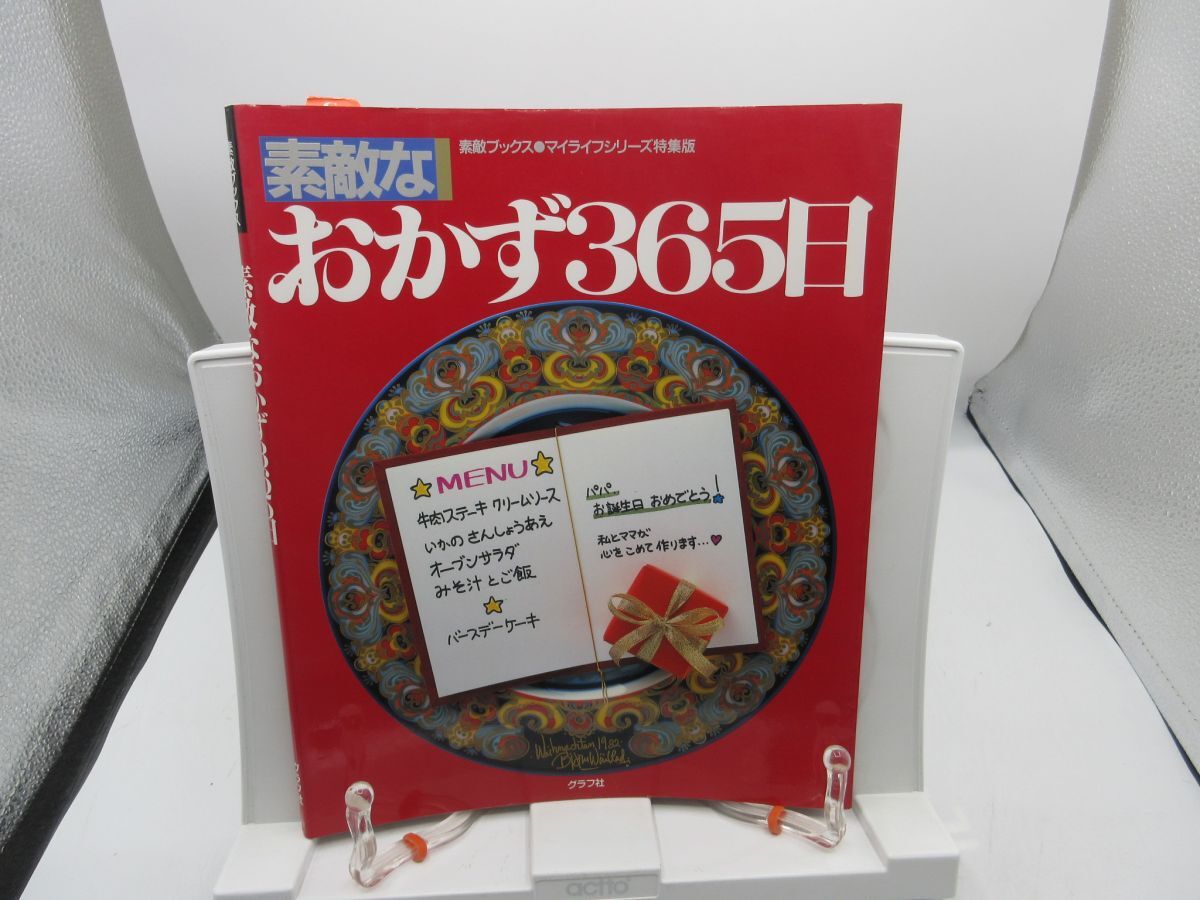 素敵ブックス●マイライフシリーズ特集版
素敵な
おかず365日
MENU
牛肉ステーキ クリームソース
いかの さんしょうあえ
オーブンサラダ
みそ汁 とご飯
バースデーケーキ
パパ、
お誕生日 おめでとう!
私とママが
心をこめて 作ります…♥
Weihnachten 1982
グラフ社
actto